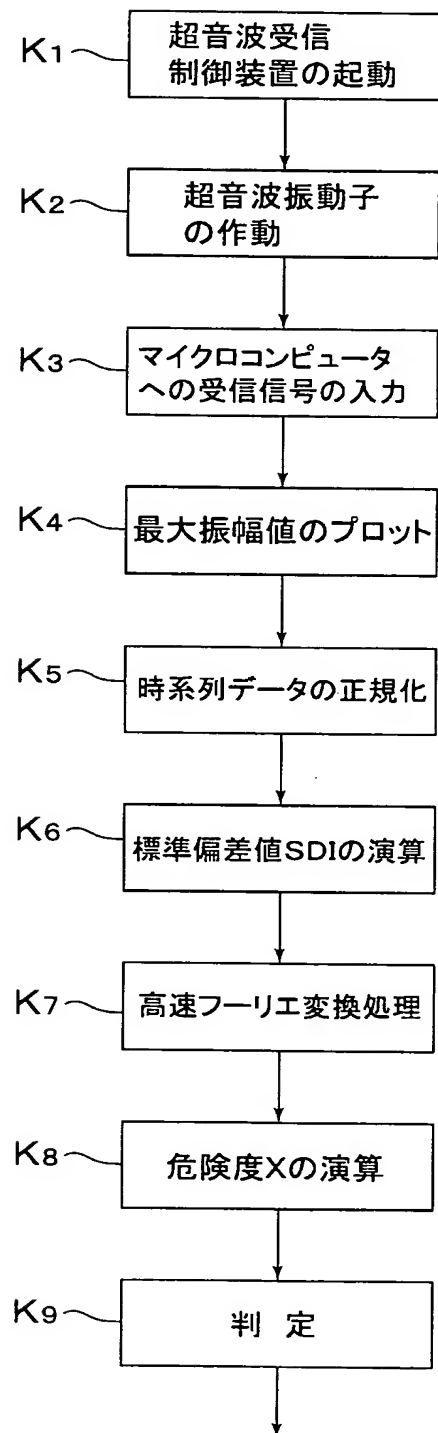 K1
超音波受信
制御装置の起動
K2
超音波振動子
の作動
K3
マイクロコンピュータ
への受信信号の入力
K4
最大振幅値のプロット
K5
時系列データの正規化
K6
標準偏差値SDIの演算
K7
高速フーリエ変換処理
K8
危険度Xの演算
K9
判 定